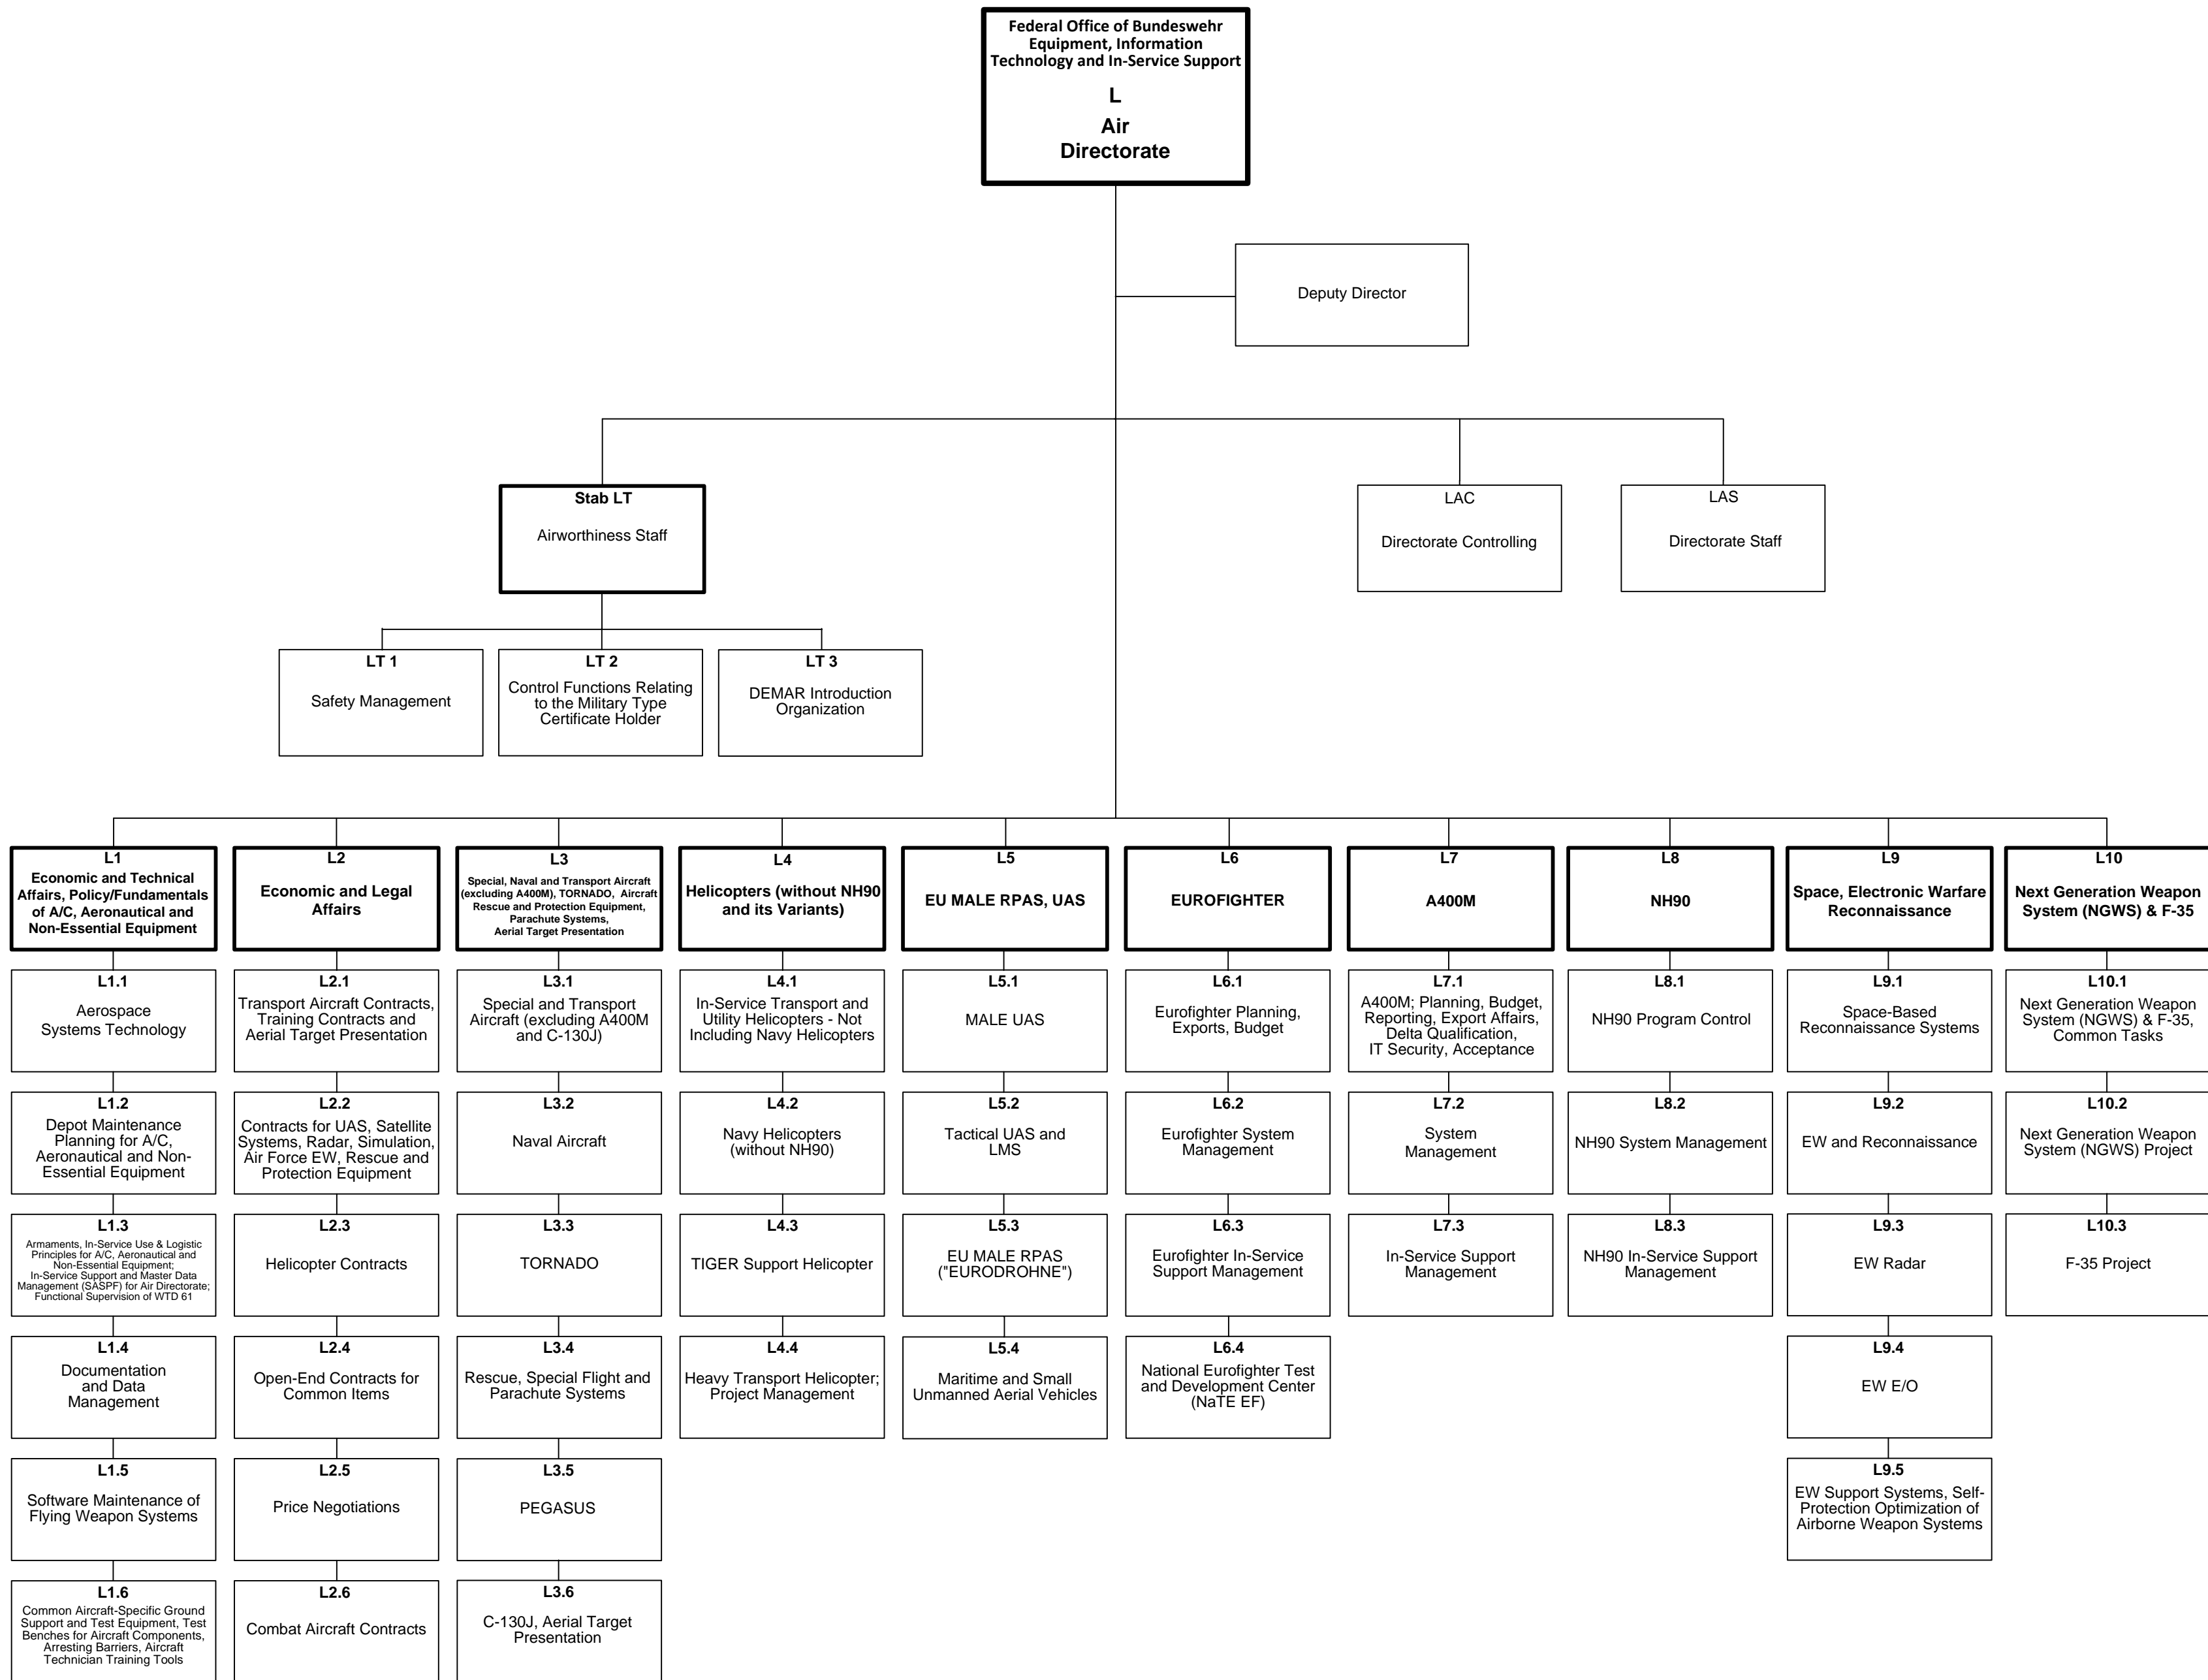 Federal Office of Bundeswehr
Equipment, Information
Technology and In-Service Support
L
Air
Directorate
Deputy Director
Stab LT
Airworthiness Staff
LAC
Directorate Controlling
LAS
Directorate Staff
LT 1
Safety Management
LT 2
Control Functions Relating
to the Military Type
Certificate Holder
LT 3
DEMAR Introduction
Organization
L1
Economic and Technical
Affairs, Policy/Fundamentals
of A/C, Aeronautical and
Non-Essential Equipment
L2
Economic and Legal
Affairs
L3
Special, Naval and Transport Aircraft
(excluding A400M), TORNADO, Aircraft
Rescue and Protection Equipment,
Parachute Systems,
Aerial Target Presentation
L4
Helicopters (without NH90
and its Variants)
L5
EU MALE RPAS, UAS
L6
EUROFIGHTER
L7
A400M
L8
NH90
L9
Space, Electronic Warfare
Reconnaissance
L10
Next Generation Weapon
System (NGWS) & F-35
L1.1
Aerospace
Systems Technology
L2.1
Transport Aircraft Contracts,
Training Contracts and
Aerial Target Presentation
L3.1
Special and Transport
Aircraft (excluding A400M
and C-130J)
L4.1
In-Service Transport and
Utility Helicopters - Not
Including Navy Helicopters
L5.1
MALE UAS
L6.1
Eurofighter Planning,
Exports, Budget
L7.1
A400M; Planning, Budget,
Reporting, Export Affairs,
Delta Qualification,
IT Security, Acceptance
L8.1
NH90 Program Control
L9.1
Space-Based
Reconnaissance Systems
L10.1
Next Generation Weapon
System (NGWS) & F-35,
Common Tasks
L1.2
Depot Maintenance
Planning for A/C,
Aeronautical and Non-
Essential Equipment
L2.2
Contracts for UAS, Satellite
Systems, Radar, Simulation,
Air Force EW, Rescue and
Protection Equipment
L3.2
Naval Aircraft
L4.2
Navy Helicopters
(without NH90)
L5.2
Tactical UAS and
LMS
L6.2
Eurofighter System
Management
L7.2
System
Management
L8.2
NH90 System Management
L9.2
EW and Reconnaissance
L10.2
Next Generation Weapon
System (NGWS) Project
L1.3
Armaments, In-Service Use & Logistic
Principles for A/C, Aeronautical and
Non-Essential Equipment;
In-Service Support and Master Data
Management (SASPF) for Air Directorate;
Functional Supervision of WTD 61
L2.3
Helicopter Contracts
L3.3
TORNADO
L4.3
TIGER Support Helicopter
L5.3
EU MALE RPAS
("EURODROHNE")
L6.3
Eurofighter In-Service
Support Management
L7.3
In-Service Support
Management
L8.3
NH90 In-Service Support
Management
L9.3
EW Radar
L10.3
F-35 Project
L1.4
Documentation
and Data
Management
L2.4
Open-End Contracts for
Common Items
L3.4
Rescue, Special Flight and
Parachute Systems
L4.4
Heavy Transport Helicopter;
Project Management
L5.4
Maritime and Small
Unmanned Aerial Vehicles
L6.4
National Eurofighter Test
and Development Center
(NaTE EF)
L9.4
EW E/O
L1.5
Software Maintenance of
Flying Weapon Systems
L2.5
Price Negotiations
L3.5
PEGASUS
L9.5
EW Support Systems, Self-
Protection Optimization of
Airborne Weapon Systems
L1.6
Common Aircraft-Specific Ground
Support and Test Equipment, Test
Benches for Aircraft Components,
Arresting Barriers, Aircraft
Technician Training Tools
L2.6
Combat Aircraft Contracts
L3.6
C-130J, Aerial Target
Presentation